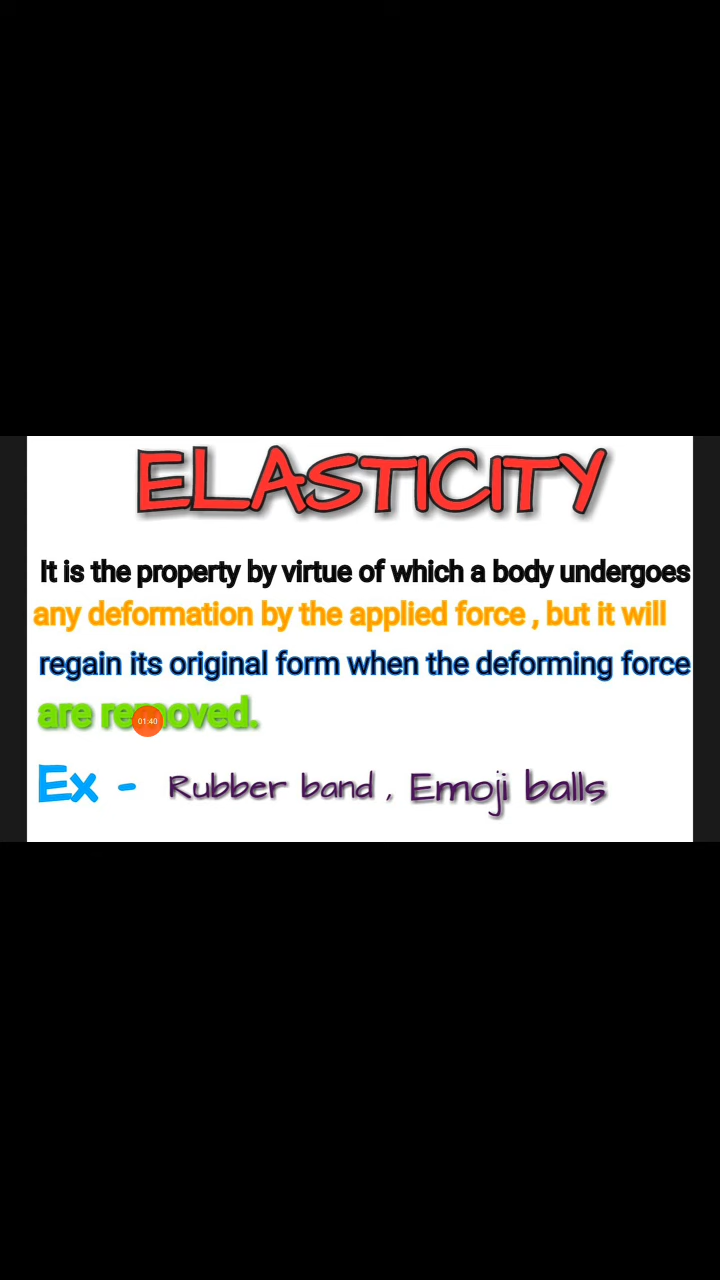 ELASTICITY
It is the property by virtue of which a body undergoes
any deformation by the applied force , but it will
regain its original form when the deforming force
are removed.
01:40
Ex - Rubber band , Emoji balls